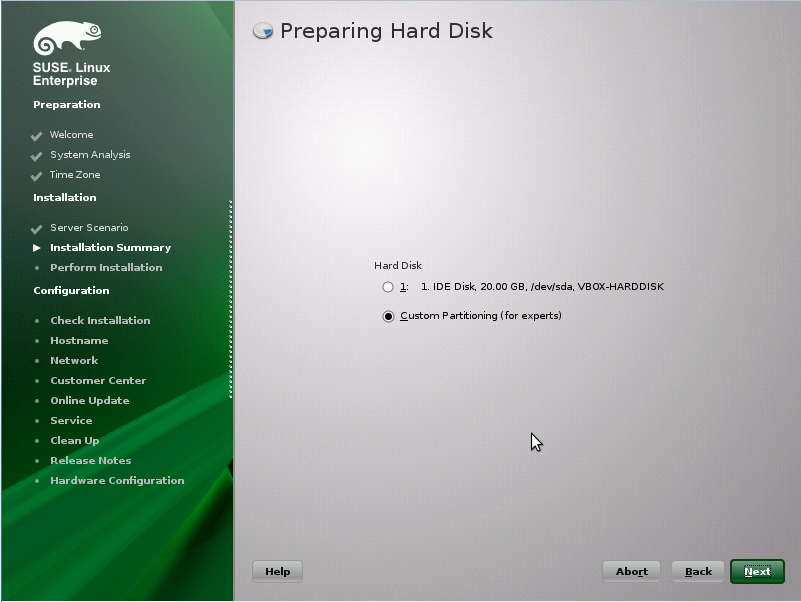 SUSE. Linux
Enterprise
Preparation
Welcome
System Analysis
Time Zone
Installation
Server Scenario
Installation Summary
Perform Installation
Configuration
Check Installation
Hostname
Network
Customer Center
Online Update
Service
Clean Up
Release Notes
Hardware Configuration
Preparing Hard Disk
Hard Disk
1: 1. IDE Disk, 20.00 GB, /dev/sda, VBOX-HARDDISK
Custom Partitioning (for experts)
Help Abort Back Next